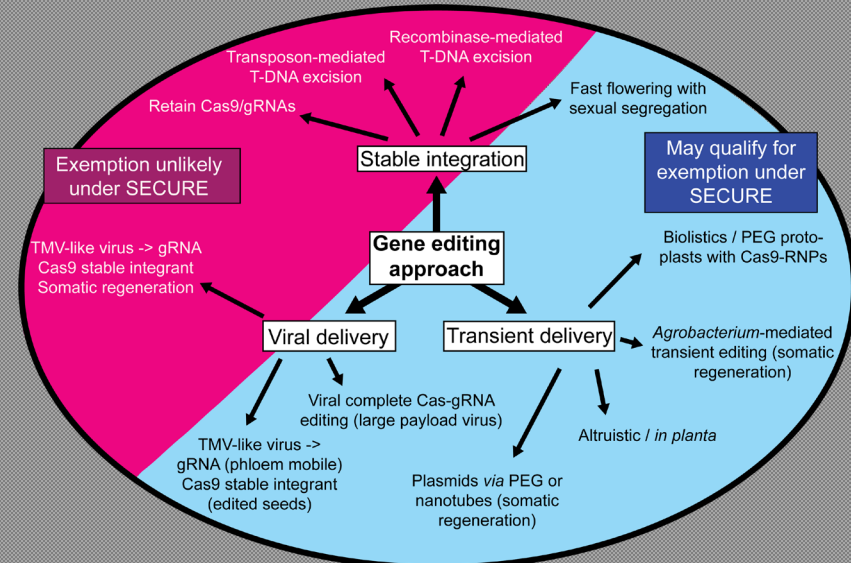 Recombinase-mediated
T-DNA excision
Transposon-mediated
T-DNA excision
Retain Cas9/gRNAs
Fast flowering with
sexual segregation
Stable integration
Exemption unlikely
under SECURE
May qualify for
exemption under
SECURE
Gene editing
approach
TMV-like virus -> gRNA
Cas9 stable integrant
Somatic regeneration
Biolistics / PEG proto-
plasts with Cas9-RNPs
Viral delivery
Transient delivery
Agrobacterium-mediated
transient editing (somatic
regeneration)
Viral complete Cas-gRNA
editing (large payload virus)
Altruistic / in planta
TMV-like virus ->
gRNA (phloem mobile)
Cas9 stable integrant
(edited seeds)
Plasmids via PEG or
nanotubes (somatic
regeneration)